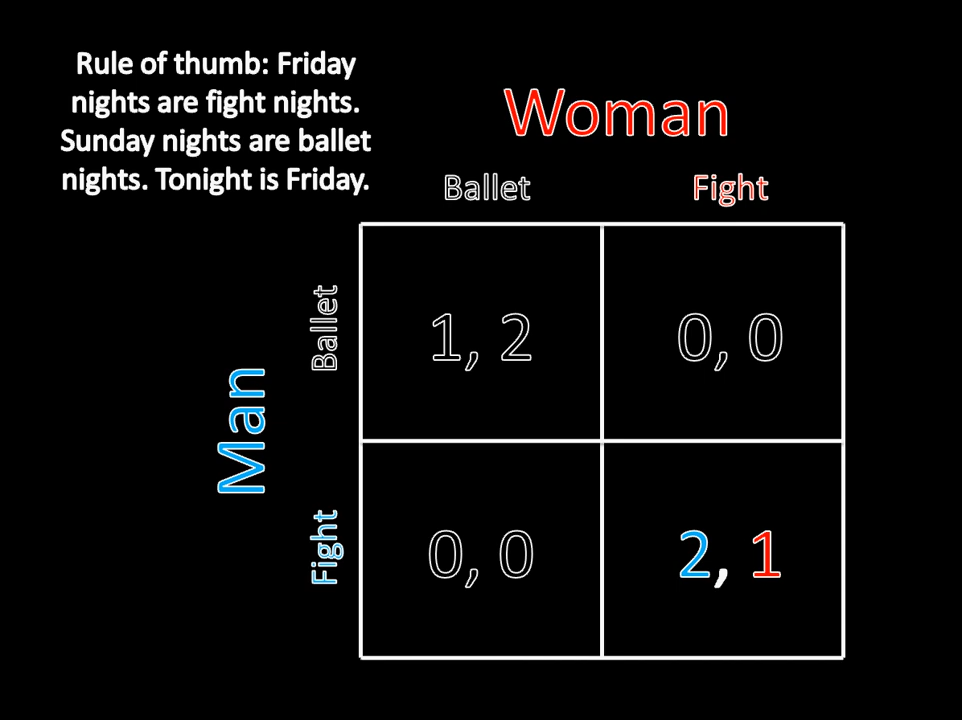 Rule of thumb: Friday
nights are fight nights.
Sunday nights are ballet
nights. Tonight is Friday.
Woman
Ballet Fight
Man
Ballet
1, 2 0, 0
Fight
0, 0 2, 1